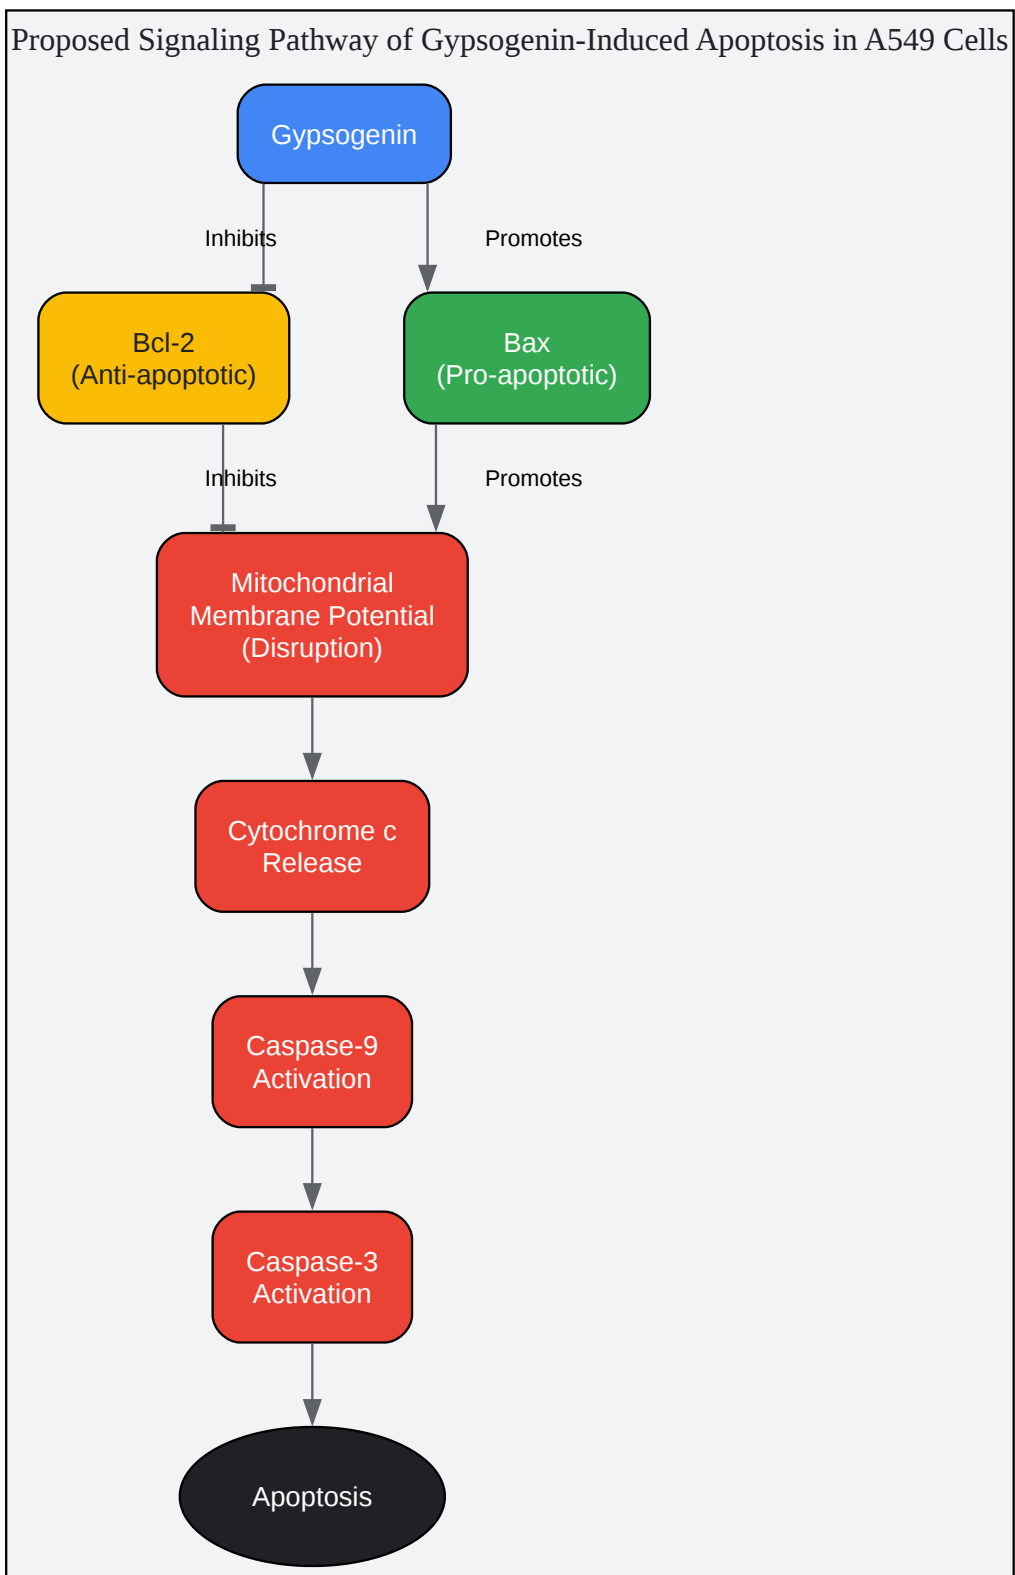 Proposed Signaling Pathway of Gypsogenin-Induced Apoptosis in A549 Cells
Gypsogenin
Inhibits
Promotes
Bcl-2
(Anti-apoptotic)
Bax
(Pro-apoptotic)
Inhibits
Promotes
Mitochondrial
Membrane Potential
(Disruption)
Cytochrome c
Release
Caspase-9
Activation
Caspase-3
Activation
Apoptosis